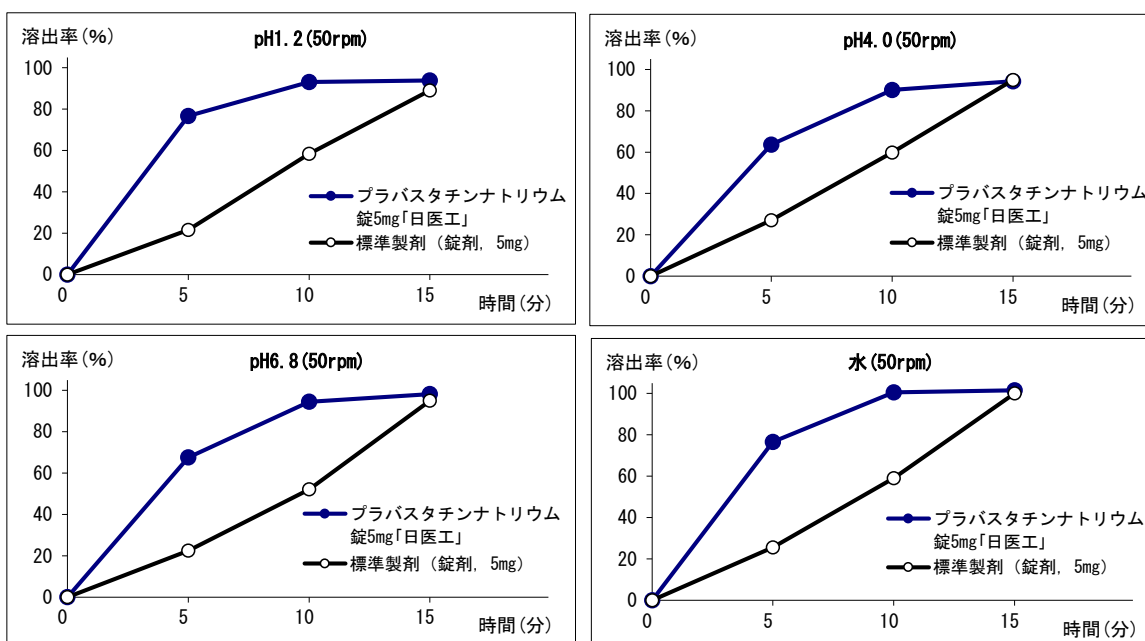 溶出率(%)
pH1.2(50rpm)
100
80
60
40
20
0
0
5
10
15
時間(分)
プラバスタチンナトリウム
錠5mg「日医工」
標準製剤(錠剤, 5mg)
溶出率(%)
pH4.0(50rpm)
100
80
60
40
20
0
0
5
10
15
時間(分)
プラバスタチンナトリウム
錠5mg「日医工」
標準製剤(錠剤, 5mg)
溶出率(%)
pH6.8(50rpm)
100
80
60
40
20
0
0
5
10
15
時間(分)
プラバスタチンナトリウム
錠5mg「日医工」
標準製剤(錠剤, 5mg)
溶出率(%)
水(50rpm)
100
80
60
40
20
0
0
5
10
15
時間(分)
プラバスタチンナトリウム
錠5mg「日医工」
標準製剤(錠剤, 5mg)